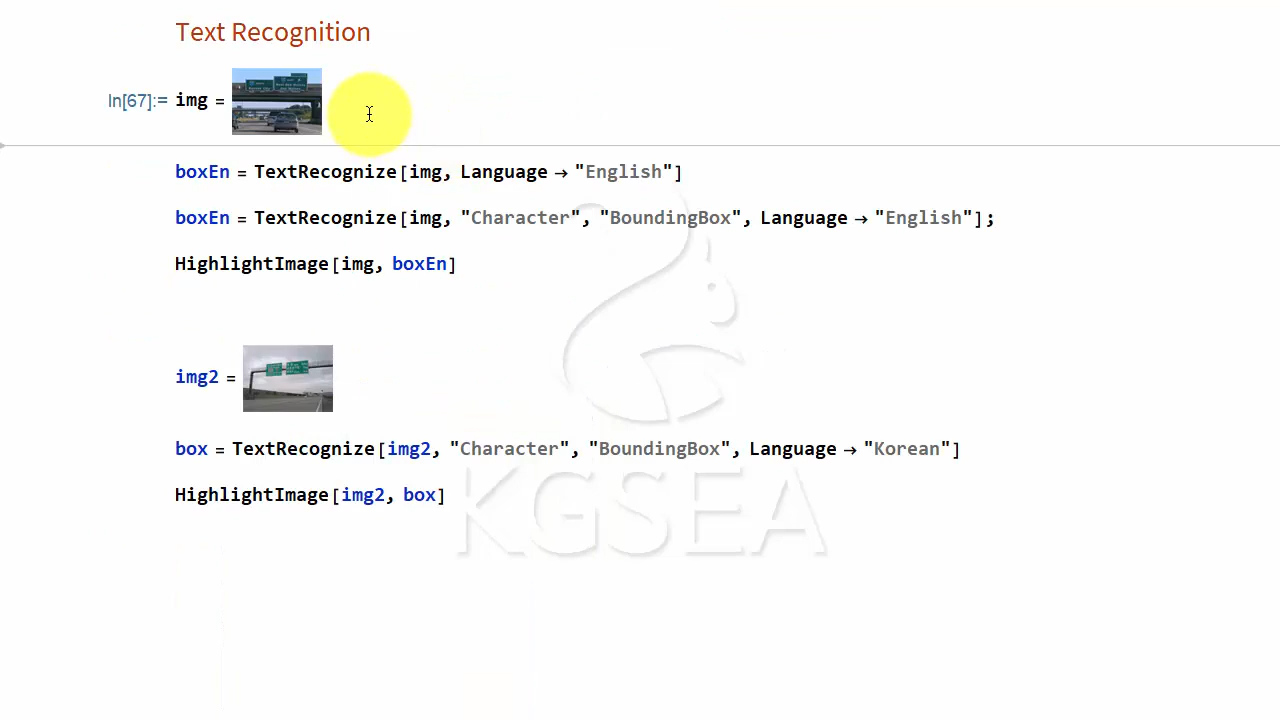 Text Recognition
In[67]:= img =
boxEn = TextRecognize[img, Language → "English"]
boxEn = TextRecognize[img, "Character", "BoundingBox", Language → "English"];
HighlightImage[img, boxEn]
img2 =
box = TextRecognize[img2, "Character", "BoundingBox", Language → "Korean"]
HighlightImage[img2, box]
KGSEA